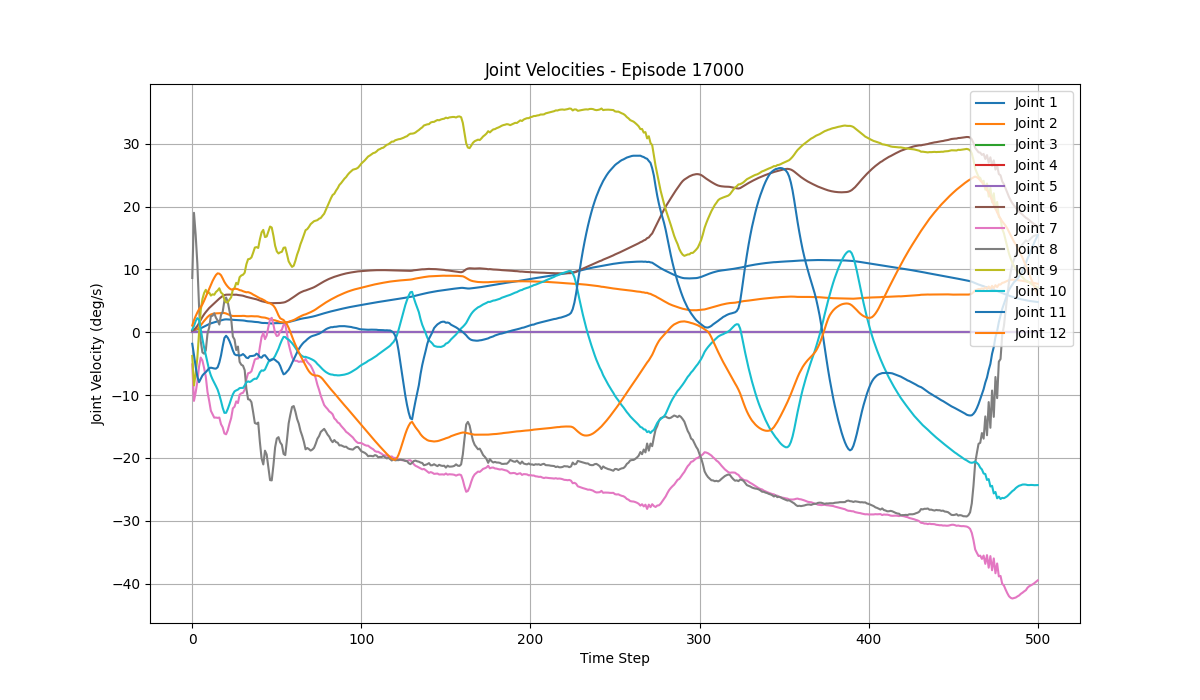 Joint Velocities - Episode 17000
Joint Velocity (deg/s)
30
20
10
0
−10
−20
−30
−40
Joint 1
Joint 2
Joint 3
Joint 4
Joint 5
Joint 6
Joint 7
Joint 8
Joint 9
Joint 10
Joint 11
Joint 12
0
100
200
300
400
500
Time Step